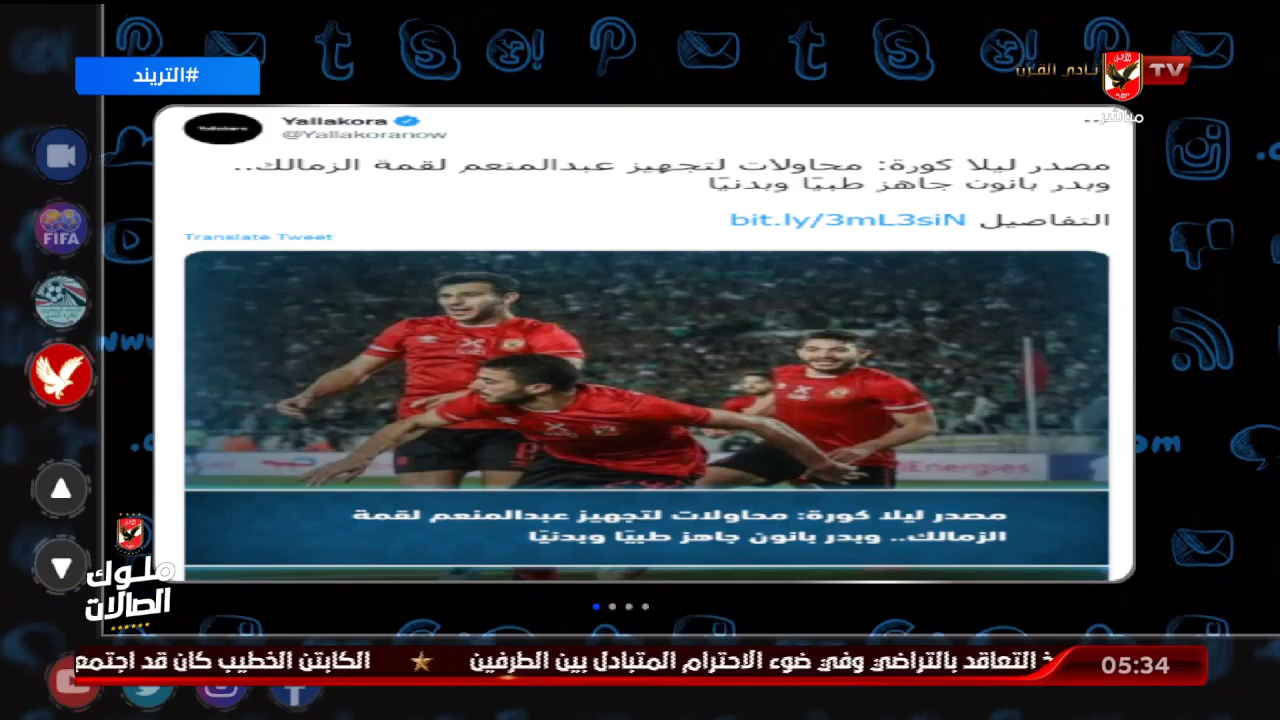 #التريند
نادي القرن
TV
مباشر
Yallakora
@Yallakoranow
مصدر ليلا كورة: محاولات لتجهيز عبدالمنعم لقمة الزمالك..
وبدر بانون جاهز طبيًا وبدنيًا
التفاصيل bit.ly/3mL3siN
Translate Tweet
FIFA
مصدر ليلا كورة: محاولات لتجهيز عبدالمنعم لقمة
الزمالك.. وبدر بانون جاهز طبيًا وبدنيًا
ملوك
الصالات
التعاقد بالتراضي وفي ضوء الاحترام المتبادل بين الطرفين ★ الكابتن الخطيب كان قد اجتمع
05:34